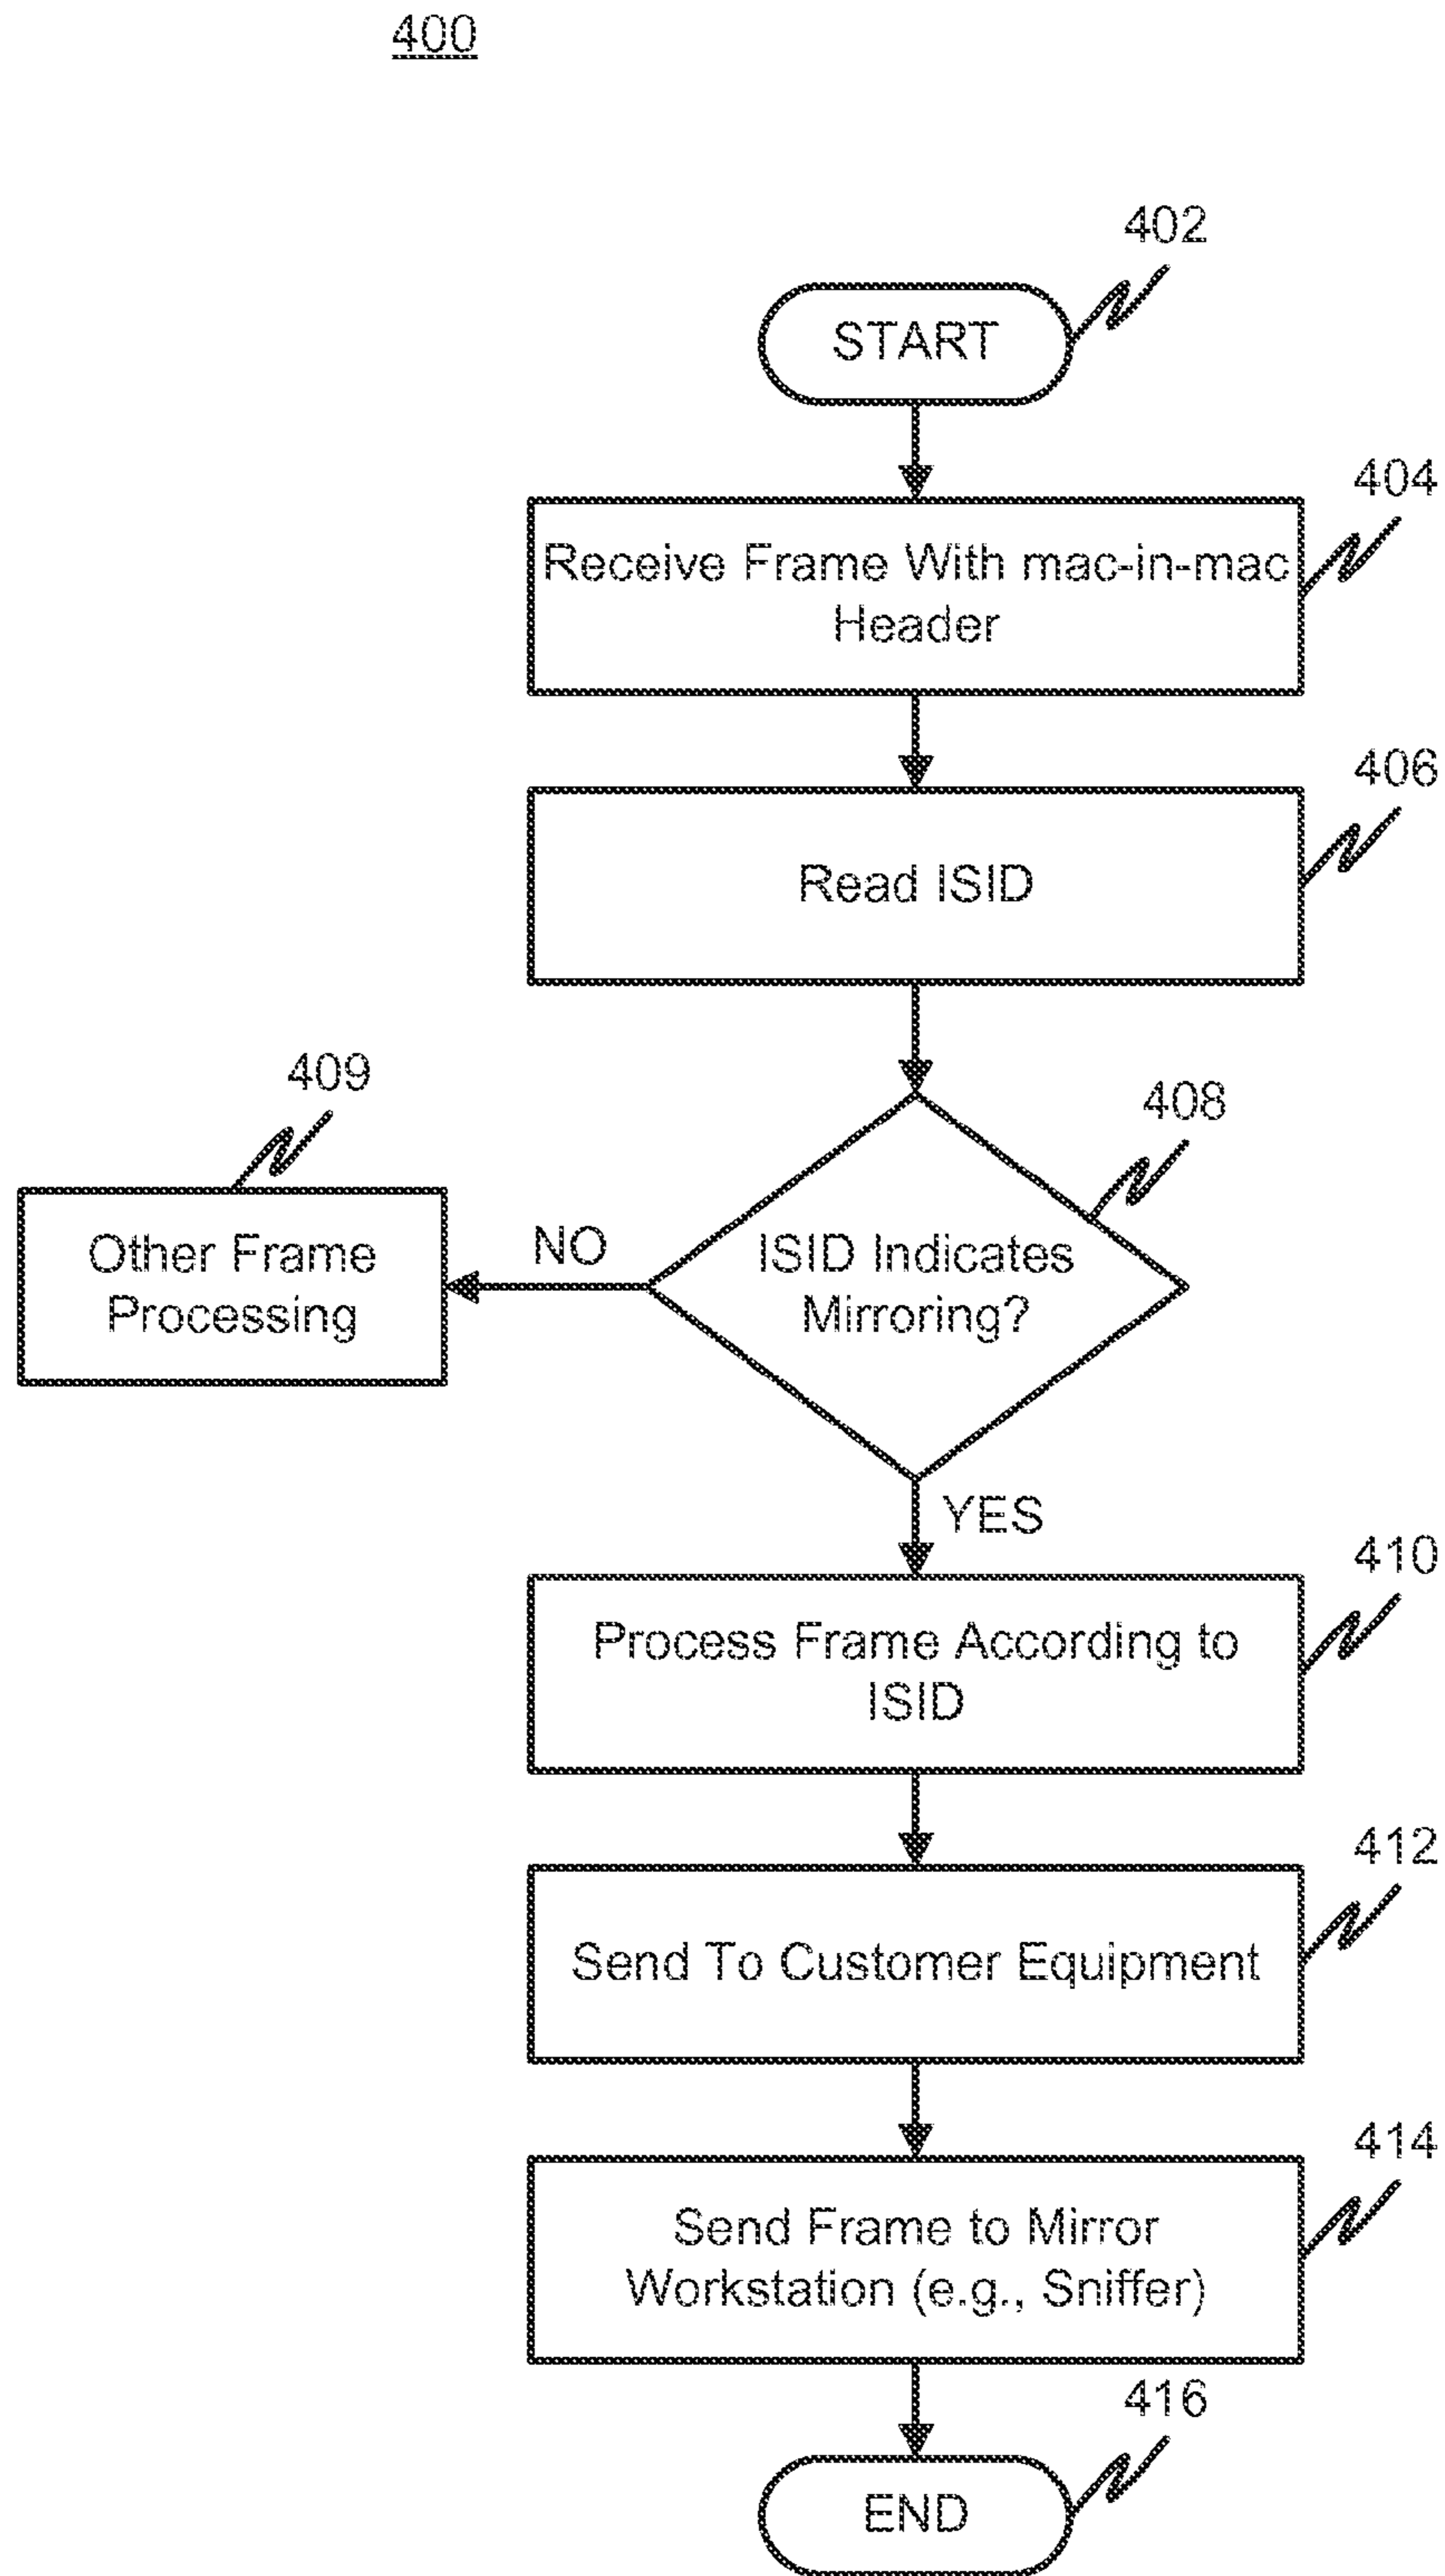 400
402
START
404
Receive Frame With mac-in-mac
Header
406
Read ISID
409
408
Other Frame
Processing
NO
ISID Indicates
Mirroring?
YES
410
Process Frame According to
ISID
412
Send To Customer Equipment
414
Send Frame to Mirror
Workstation (e.g., Sniffer)
416
END